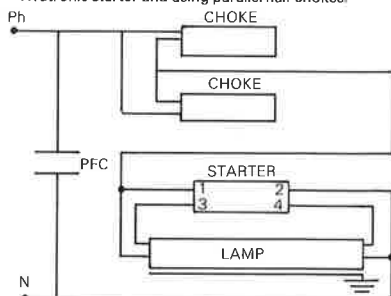 starter and using parallel half chokes.
Ph
CHOKE
CHOKE
PFC
STARTER
1 2
3 4
LAMP
N